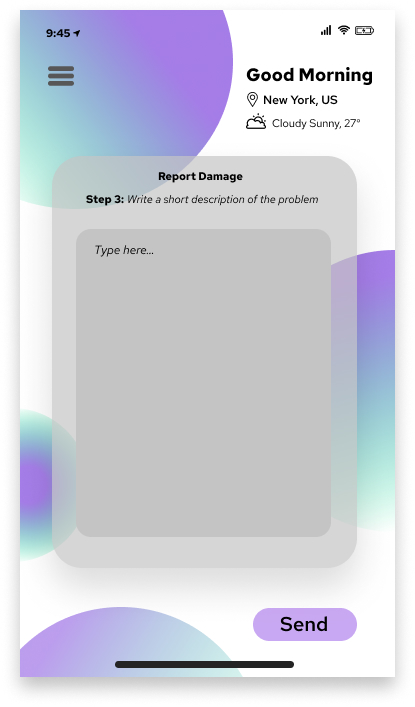 9:45
Good Morning
New York, US
Cloudy Sunny, 27°
Report Damage
Step 3: Write a short description of the problem
Type here...
Send